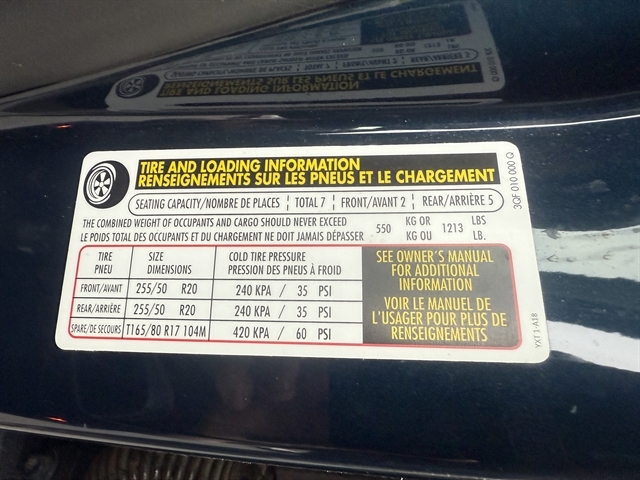 TIRE AND LOADING INFORMATION
RENSEIGNEMENTS SUR LES PNEUS ET LE CHARGEMENT
SEATING CAPACITY/NOMBRE DE PLACES | TOTAL 7 | FRONT/AVANT 2 | REAR/ARRIÈRE 5
THE COMBINED WEIGHT OF OCCUPANTS AND CARGO SHOULD NEVER EXCEED 550 KG OR 1213 LBS
LE POIDS TOTAL DES OCCUPANTS ET DU CHARGEMENT NE DOIT JAMAIS DÉPASSER KG OU LB.
TIRE SIZE COLD TIRE PRESSURE
PNEU DIMENSIONS PRESSION DES PNEUS À FROID
FRONT/AVANT 255/50 R20 240 KPA / 35 PSI
REAR/ARRIÈRE 255/50 R20 240 KPA / 35 PSI
SPARE/DE SECOURS T165/80 R17 104M 420 KPA / 60 PSI
SEE OWNER'S MANUAL
FOR ADDITIONAL
INFORMATION
VOIR LE MANUEL DE
L'USAGER POUR PLUS DE
RENSEIGNEMENTS
3QF 010 000 Q
YXT 1-A18